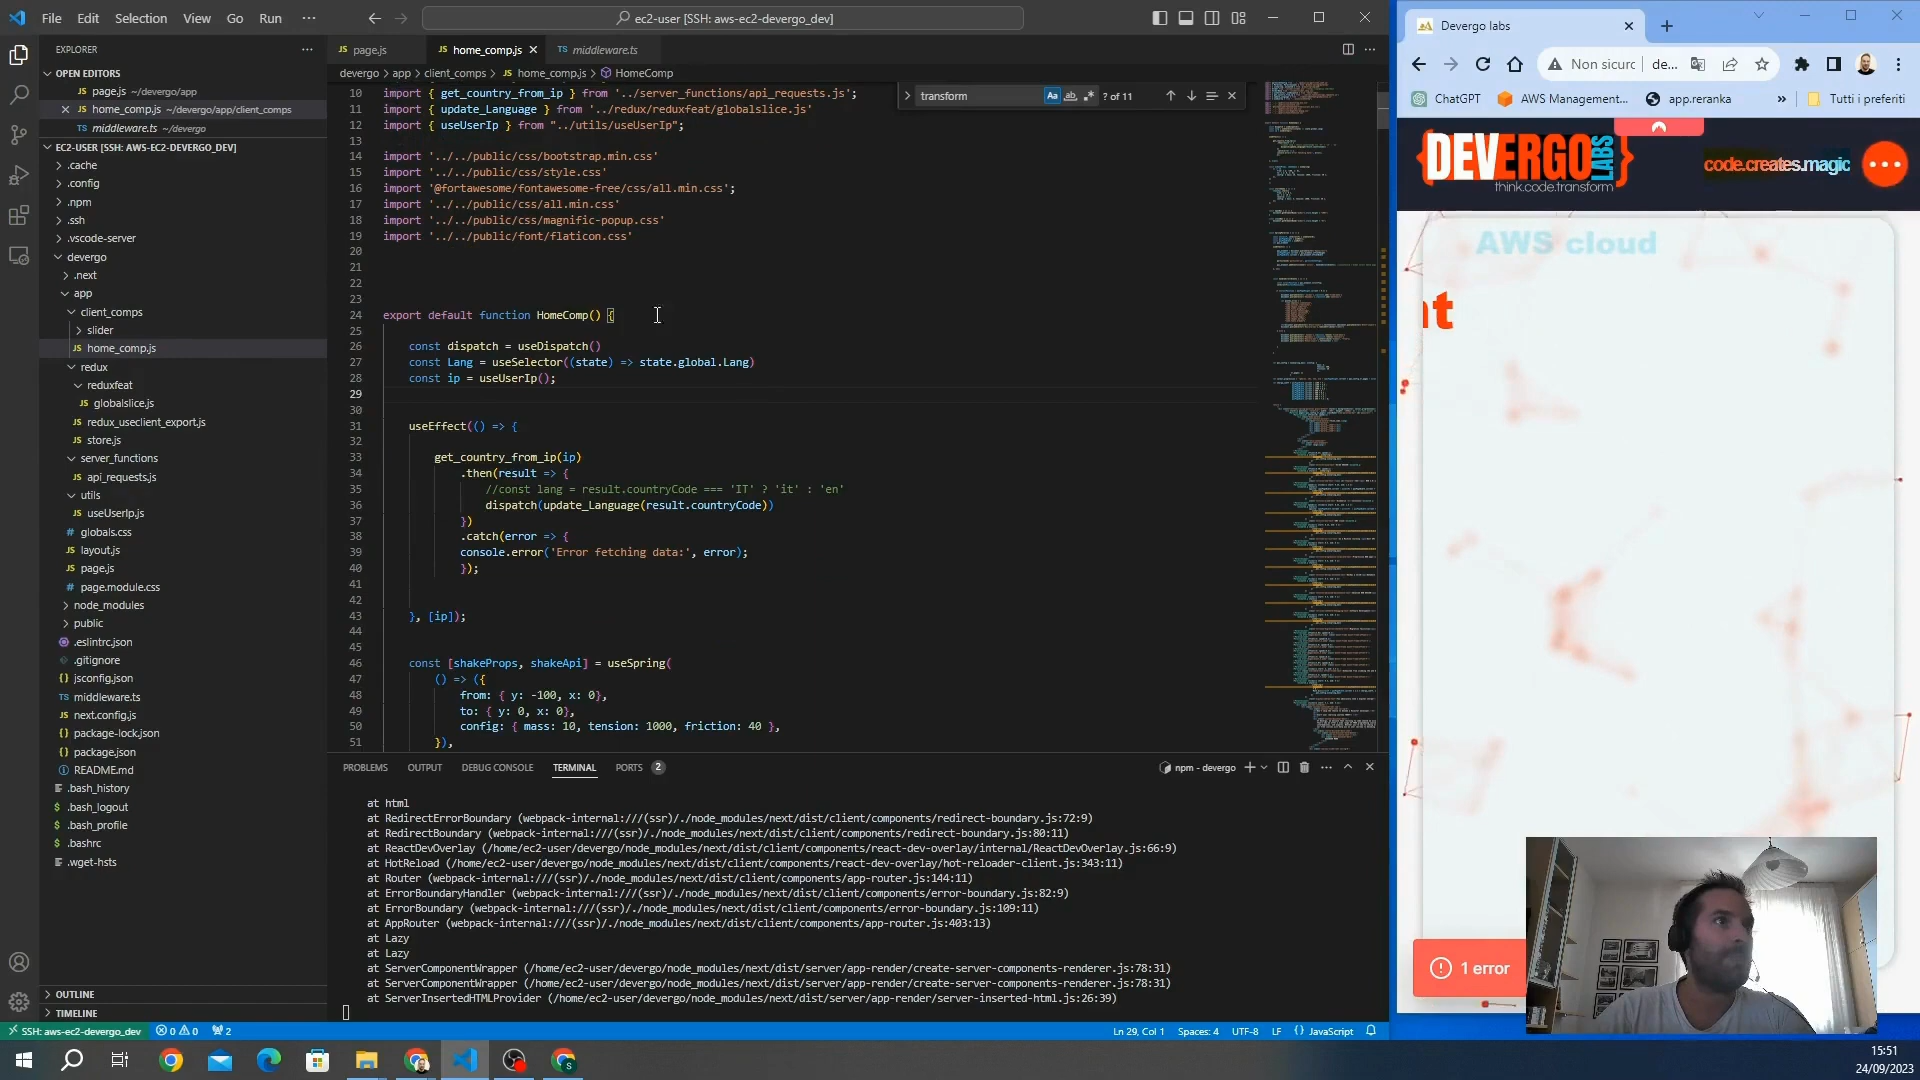 File Edit Selection View Go Run ···
ec2-user [SSH: aws-ec2-devergo_dev]
EXPLORER
OPEN EDITORS
page.js ~/devergo/app
home_comp.js ~/devergo/app/client_comps
middleware.ts ~/devergo
EC2-USER [SSH: AWS-EC2-DEVERGO_DEV]
.cache
.config
.npm
.ssh
.vscode-server
devergo
.next
app
client_comps
slider
home_comp.js
redux
reduxfeat
globalslice.js
redux_useclient_export.js
store.js
server_functions
api_requests.js
utils
useUserIp.js
globals.css
layout.js
page.js
page.module.css
node_modules
public
.eslintrc.json
.gitignore
jsconfig.json
middleware.ts
next.config.js
package-lock.json
package.json
README.md
.bash_history
.bash_logout
.bash_profile
.bashrc
.wget-hsts
OUTLINE
TIMELINE
page.js
home_comp.js
middleware.ts
devergo > app > client_comps > home_comp.js > HomeComp
transform
Aa
ab
? of 11
10 import { get_country_from_ip } from '../server_functions/api_requests.js';
11 import { update_Language } from '../redux/reduxfeat/globalslice.js'
12 import { useUserIp } from "../utils/useUserIp";
13
14 import '../../public/css/bootstrap.min.css'
15 import '../../public/css/style.css'
16 import '@fortawesome/fontawesome-free/css/all.min.css';
17 import '../../public/css/all.min.css'
18 import '../../public/css/magnific-popup.css'
19 import '../../public/font/flaticon.css'
20
21
22
23
24 export default function HomeComp() {
25
26 const dispatch = useDispatch()
27 const Lang = useSelector((state) => state.global.Lang)
28 const ip = useUserIp();
29
30
31 useEffect(() => {
32
33 get_country_from_ip(ip)
34 .then(result => {
35 //const lang = result.countryCode === 'IT' ? 'it' : 'en'
36 dispatch(update_Language(result.countryCode))
37 })
38 .catch(error => {
39 console.error('Error fetching data:', error);
40 });
41
42
43 }, [ip]);
44
45
46 const [shakeProps, shakeApi] = useSpring(
47 () => ({
48 from: { y: -100, x: 0},
49 to: { y: 0, x: 0},
50 config: { mass: 10, tension: 1000, friction: 40 },
51 }),
PROBLEMS OUTPUT DEBUG CONSOLE TERMINAL PORTS 2
npm - devergo
at html
at RedirectErrorBoundary (webpack-internal:///(ssr)/./node_modules/next/dist/client/components/redirect-boundary.js:72:9)
at RedirectBoundary (webpack-internal:///(ssr)/./node_modules/next/dist/client/components/redirect-boundary.js:80:11)
at ReactDevOverlay (/home/ec2-user/devergo/node_modules/next/dist/client/components/react-dev-overlay/internal/ReactDevOverlay.js:66:9)
at HotReload (/home/ec2-user/devergo/node_modules/next/dist/client/components/react-dev-overlay/hot-reloader-client.js:343:11)
at Router (webpack-internal:///(ssr)/./node_modules/next/dist/client/components/app-router.js:144:11)
at ErrorBoundaryHandler (webpack-internal:///(ssr)/./node_modules/next/dist/client/components/error-boundary.js:82:9)
at ErrorBoundary (webpack-internal:///(ssr)/./node_modules/next/dist/client/components/error-boundary.js:109:11)
at AppRouter (webpack-internal:///(ssr)/./node_modules/next/dist/client/components/app-router.js:403:13)
at Lazy
at Lazy
at ServerComponentWrapper (/home/ec2-user/devergo/node_modules/next/dist/server/app-render/create-server-components-renderer.js:78:31)
at ServerComponentWrapper (/home/ec2-user/devergo/node_modules/next/dist/server/app-render/create-server-components-renderer.js:78:31)
at ServerInsertedHTMLProvider (/home/ec2-user/devergo/node_modules/next/dist/server/app-render/server-inserted-html.js:26:39)
SSH: aws-ec2-devergo_dev 0 0 2
Ln 29, Col 1 Spaces: 4 UTF-8 LF {} JavaScript
Devergo labs
Non sicuro
de...
ChatGPT AWS Management... app.reranka » Tutti i preferiti
DEVERGO LABS
think.code.transform
code.creates.magic
AWS cloud
nt
1 error
15:51
24/09/2023